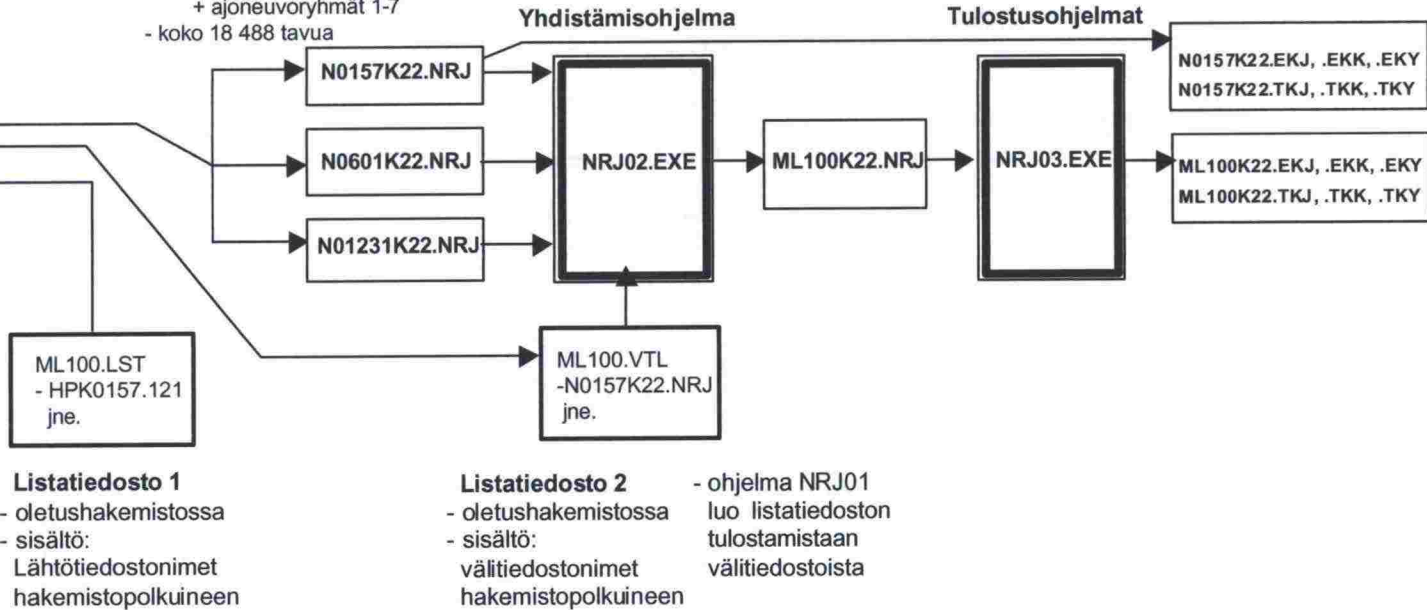 + ajoneuvoryhmät 1-7
- koko 18 488 tavua
Yhdistämisohjelma
Tulostusohjelmat
N0157K22.NRJ
N0601K22.NRJ
N01231K22.NRJ
NRJ02.EXE
ML100K22.NRJ
NRJ03.EXE
N0157K22.EKJ, .EKK, .EKY
N0157K22.TKJ, .TKK, .TKY
ML100K22.EKJ, .EKK, .EKY
ML100K22.TKJ, .TKK, .TKY
ML100.LST
- HPK0157.121
jne.
ML100.VTL
-N0157K22.NRJ
jne.
Listatiedosto 1
- oletushakemistossa
- sisältö:
Lähtötiedostonimet
hakemistopolkuineen
Listatiedosto 2
- oletushakemistossa
- sisältö:
välitiedostonimet
hakemistopolkuineen
- ohjelma NRJ01
luo listatiedoston
tulostamistaan
välitiedostoista